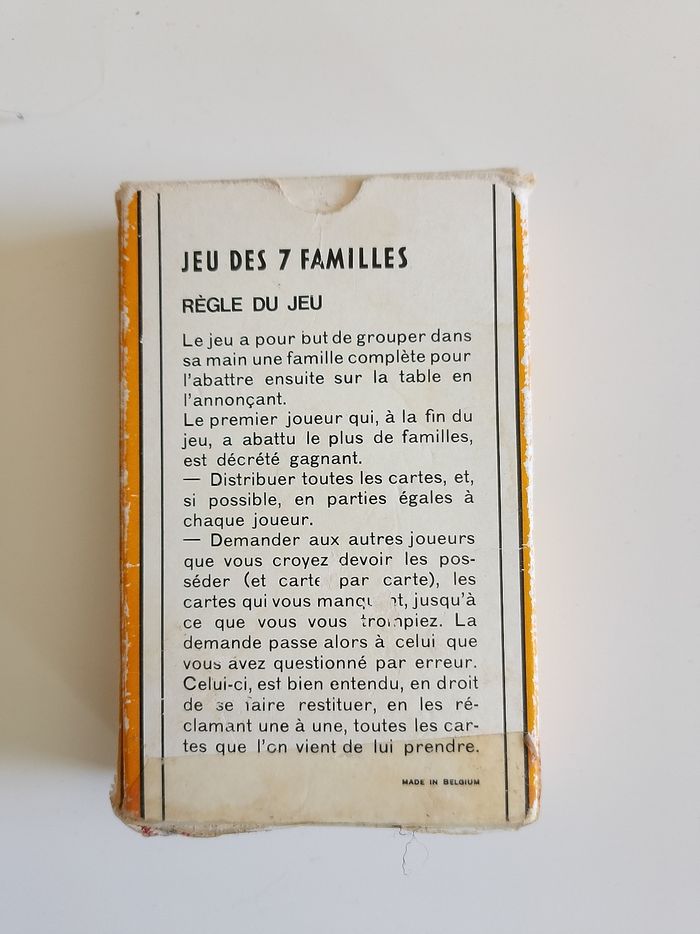 JEU DES 7 FAMILLES
RÈGLE DU JEU
Le jeu a pour but de grouper dans
sa main une famille complète pour
l'abattre ensuite sur la table en
l'annonçant.
Le premier joueur qui, à la fin du
jeu, a abattu le plus de familles,
est décrété gagnant.
— Distribuer toutes les cartes, et,
si possible, en parties égales à
chaque joueur.
— Demander aux autres joueurs
que vous croyez devoir les pos-
séder (et carte par carte), les
cartes qui vous manquent, jusqu'à
ce que vous vous trompiez. La
demande passe alors à celui que
vous avez questionné par erreur.
Celui-ci, est bien entendu, en droit
de se faire restituer, en les ré-
clamant une à une, toutes les car-
tes que l'on vient de lui prendre.
MADE IN BELGIUM